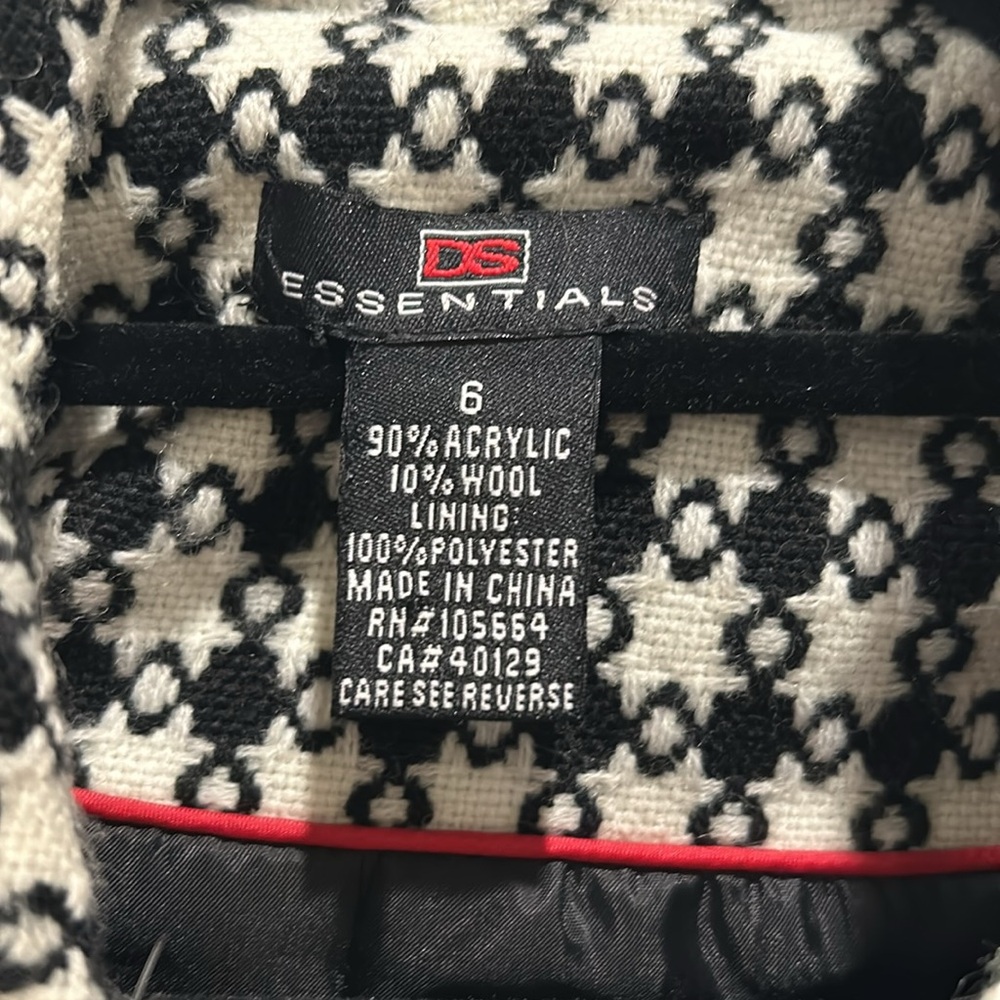 DS
ESSENTIALS
6
90% ACRYLIC
10% WOOL
LINING:
100% POLYESTER
MADE IN CHINA
RN# 105664
CA# 40129
CARE SEE REVERSE